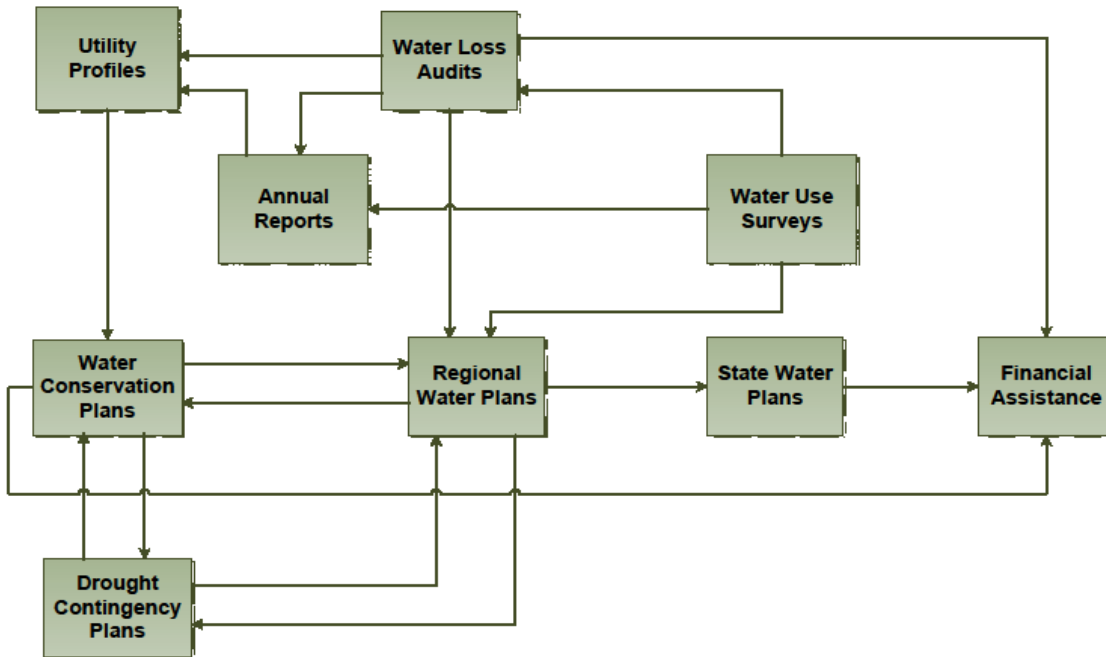 Utility
Profiles
Water Loss
Audits
Annual
Reports
Water Use
Surveys
Water
Conservation
Plans
Regional
Water Plans
State Water
Plans
Financial
Assistance
Drought
Contingency
Plans